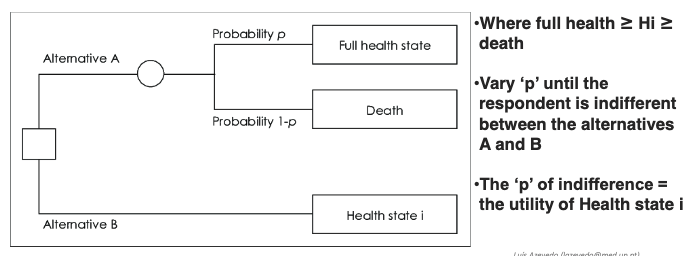 Probability p
Full health state
Alternative A
Death
Probability 1-p
Health state i
Alternative B
•Where full health ≥ Hi ≥
death
•Vary ‘p’ until the
respondent is indifferent
between the alternatives
A and B
•The ‘p’ of indifference =
the utility of Health state i
Luís Azevedo (lazevedo@med.up.pt)